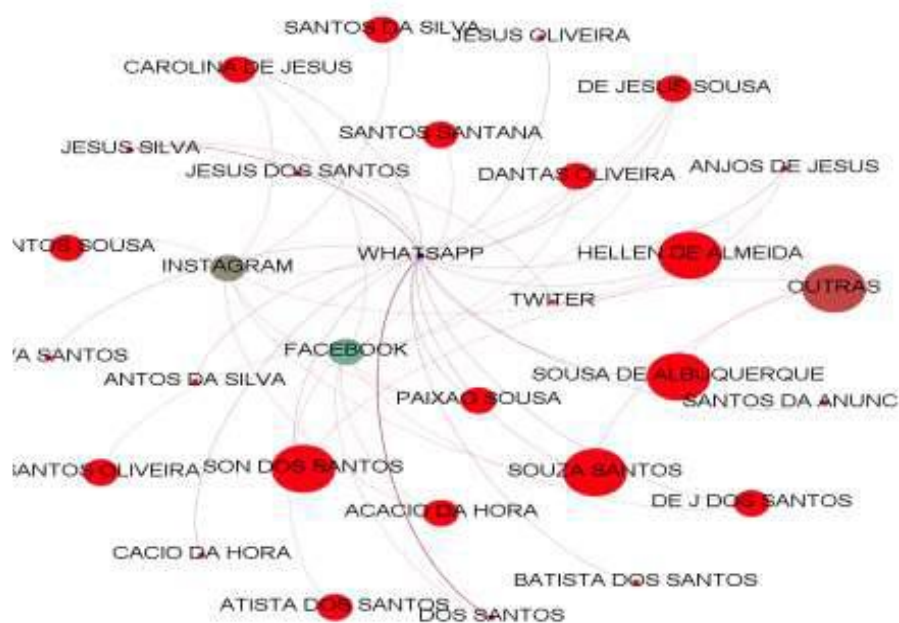 SANTOS DA SILVA
JESUS OLIVEIRA
CAROLINA DE JESUS
DE JESUS SOUSA
SANTOS SANTANA
JESUS SILVA
JESUS DOS SANTOS
DANTAS OLIVEIRA
ANJOS DE JESUS
NTOS SOUSA
INSTAGRAM
WHATSAPP
HELLEN DE ALMEIDA
OUTRAS
TWITER
VA SANTOS
FACEBOOK
ANTOS DA SILVA
SOUSA DE ALBUQUERQUE
PAIXAO SOUSA
SANTOS DA ANUNC
SANTOS OLIVEIRA
SON DOS SANTOS
SOUZA SANTOS
ACACIO DA HORA
DE J DOS SANTOS
CACIO DA HORA
BATISTA DOS SANTOS
ATISTA DOS SANTOS
DOS SANTOS